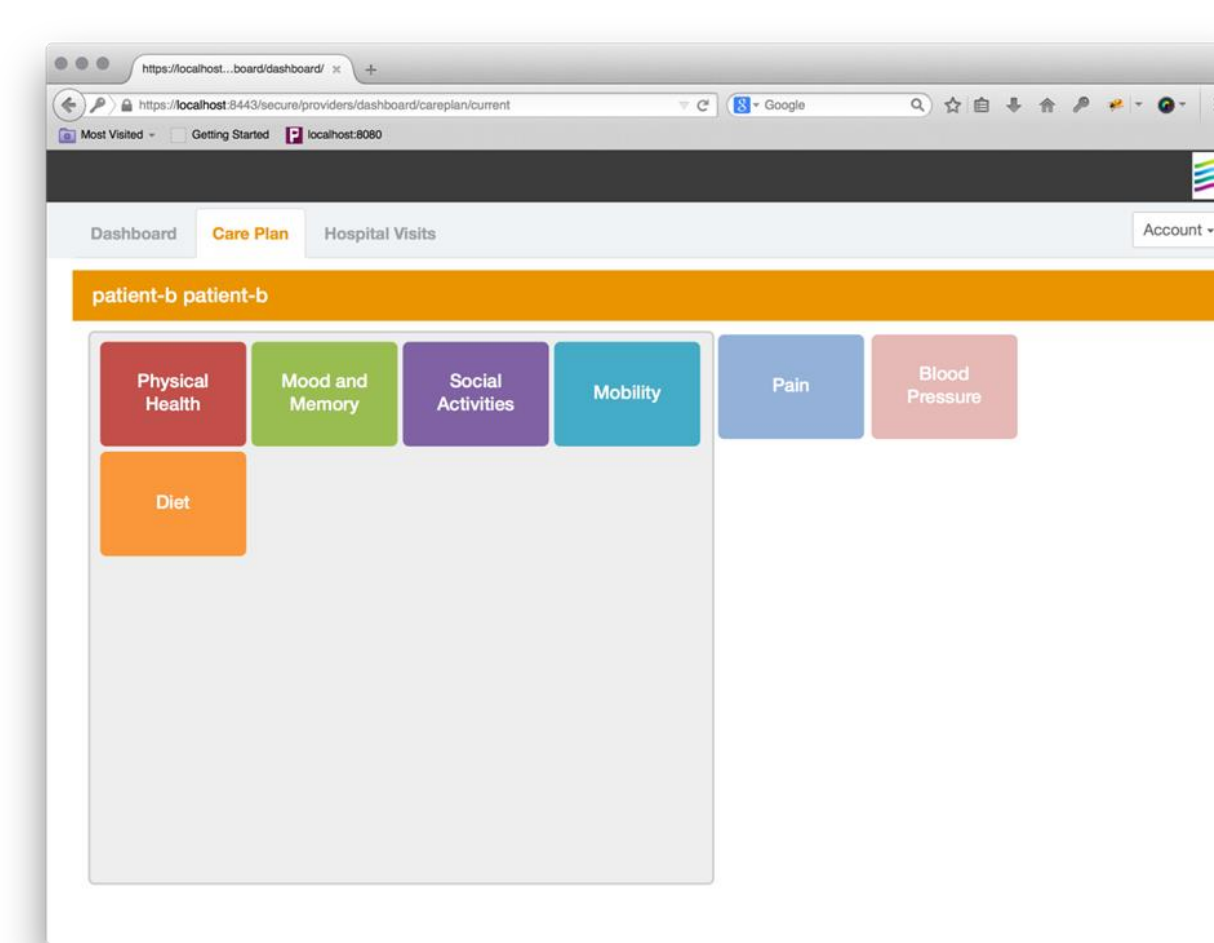 https://localhost...board/dashboard/
https://localhost:8443/secure/providers/dashboard/careplan/current
Google
Most Visited
Getting Started
localhost:8080
Dashboard
Care Plan
Hospital Visits
Account
patient-b patient-b
Physical
Health
Mood and
Memory
Social
Activities
Mobility
Pain
Blood
Pressure
Diet